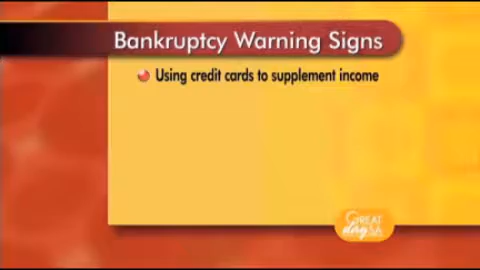 Bankruptcy Warning Signs
Using credit cards to supplement income
GREAT
day SA